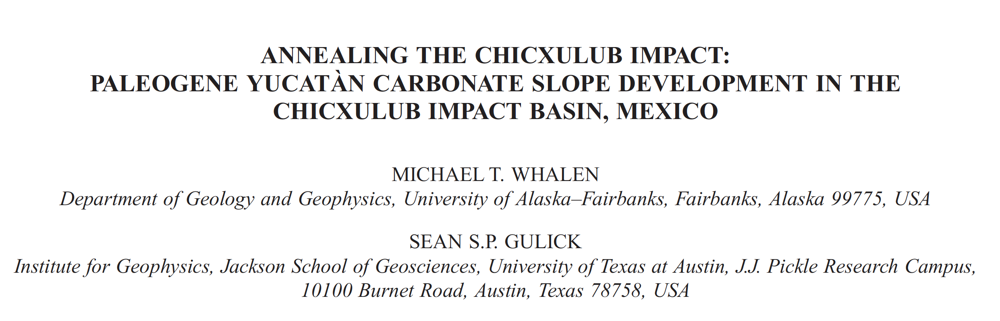 ANNEALING THE CHICXULUB IMPACT:
PALEOGENE YUCATÀN CARBONATE SLOPE DEVELOPMENT IN THE
CHICXULUB IMPACT BASIN, MEXICO
MICHAEL T. WHALEN
Department of Geology and Geophysics, University of Alaska–Fairbanks, Fairbanks, Alaska 99775, USA
SEAN S.P. GULICK
Institute for Geophysics, Jackson School of Geosciences, University of Texas at Austin, J.J. Pickle Research Campus,
10100 Burnet Road, Austin, Texas 78758, USA